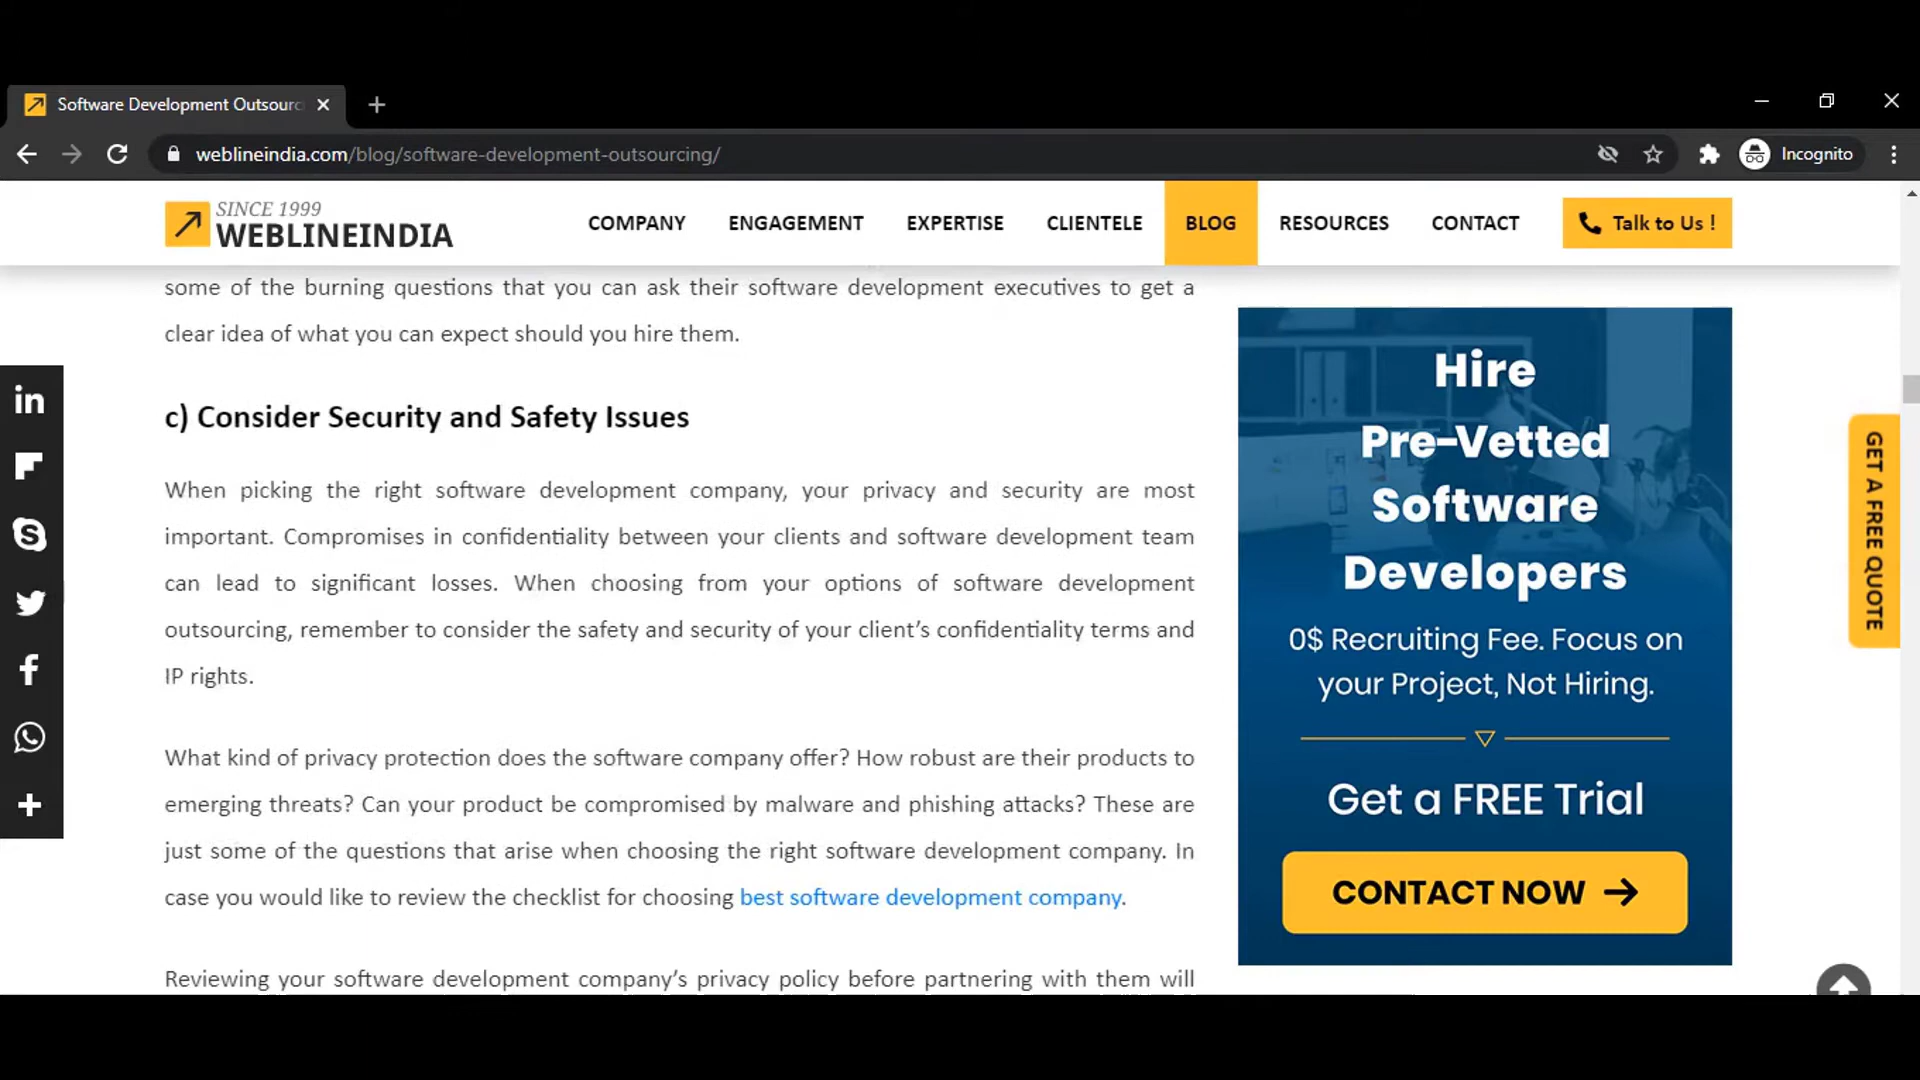 Software Development Outsourc
weblineindia.com/blog/software-development-outsourcing/
Incognito
SINCE 1999
WEBLINEINDIA
COMPANY
ENGAGEMENT
EXPERTISE
CLIENTELE
BLOG
RESOURCES
CONTACT
Talk to Us !
some of the burning questions that you can ask their software development executives to get a
clear idea of what you can expect should you hire them.
c) Consider Security and Safety Issues
When picking the right software development company, your privacy and security are most
important. Compromises in confidentiality between your clients and software development team
can lead to significant losses. When choosing from your options of software development
outsourcing, remember to consider the safety and security of your client’s confidentiality terms and
IP rights.
What kind of privacy protection does the software company offer? How robust are their products to
emerging threats? Can your product be compromised by malware and phishing attacks? These are
just some of the questions that arise when choosing the right software development company. In
case you would like to review the checklist for choosing best software development company.
Reviewing your software development company’s privacy policy before partnering with them will
Hire
Pre-Vetted
Software
Developers
0$ Recruiting Fee. Focus on
your Project, Not Hiring.
Get a FREE Trial
CONTACT NOW
GET A FREE QUOTE